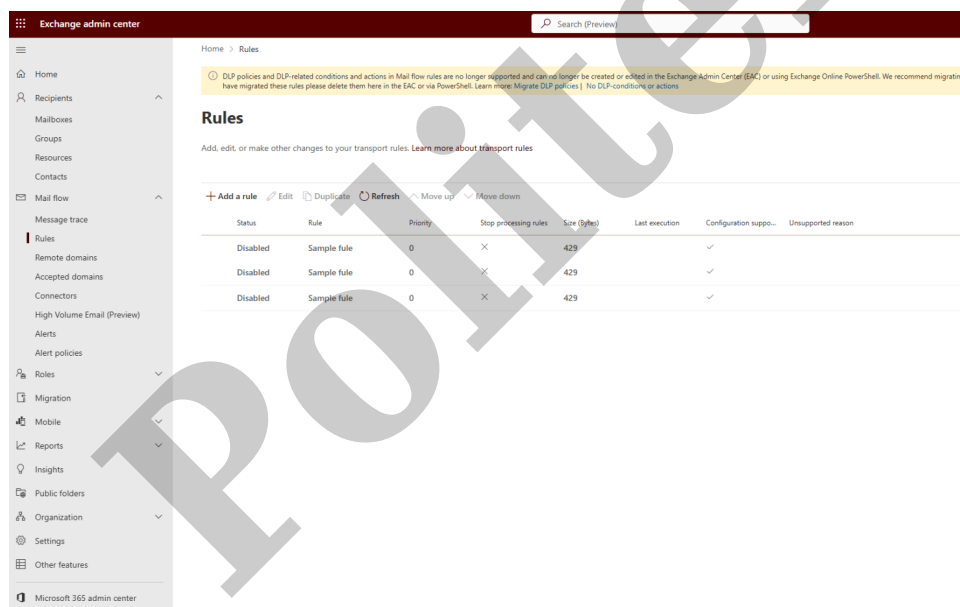 Exchange admin center
Search (Preview)
Home
Recipients
Mailboxes
Groups
Resources
Contacts
Mail flow
Message trace
Rules
Remote domains
Accepted domains
Connectors
High Volume Email (Preview)
Alerts
Alert policies
Roles
Migration
Mobile
Reports
Insights
Public folders
Organization
Settings
Other features
Microsoft 365 admin center
Home > Rules
DLP policies and DLP-related conditions and actions in Mail flow rules are no longer supported and can no longer be created or edited in the Exchange Admin Center (EAC) or using Exchange Online PowerShell. We recommend migratin
have migrated these rules please delete them here in the EAC or via PowerShell. Learn more: Migrate DLP policies | No DLP-conditions or actions
Rules
Add, edit, or make other changes to your transport rules. Learn more about transport rules
Add a rule Edit Duplicate Refresh Move up Move down
Status Rule Priority Stop processing rules Size (Bytes) Last execution Configuration suppo... Unsupported reason
Disabled Sample fule 0 429
Disabled Sample fule 0 429
Disabled Sample fule 0 429
Polite